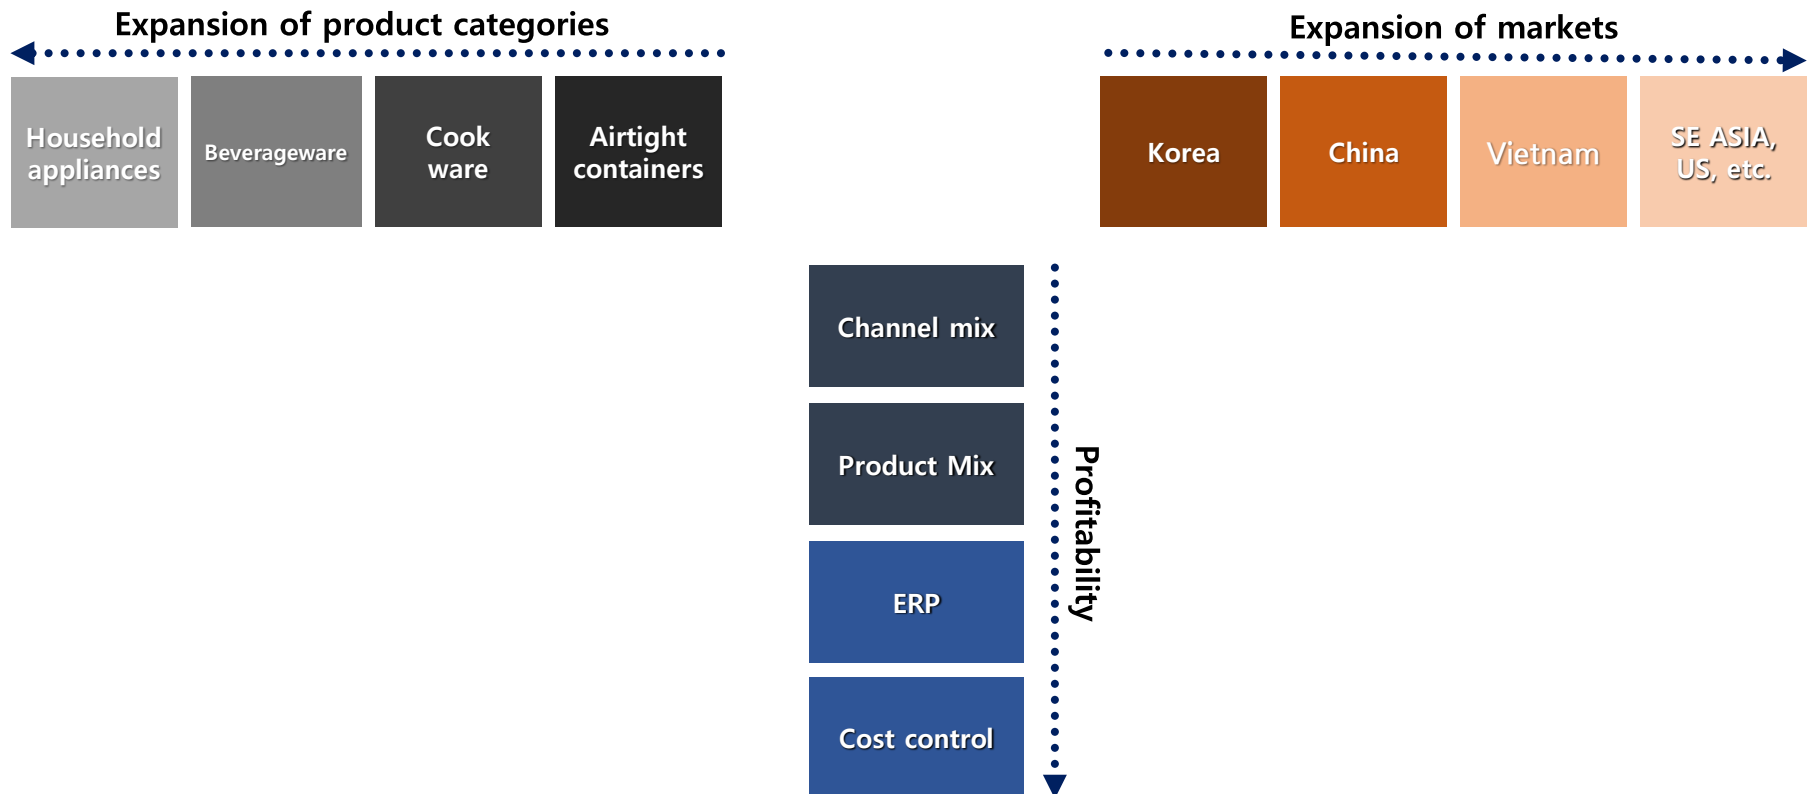 Expansion of product categories
Expansion of markets
Household
appliances
Beverageware
Cook
ware
Airtight
containers
Korea
China
Vietnam
SE ASIA,
US, etc.
Channel mix
Product Mix
ERP
Cost control
Profitability